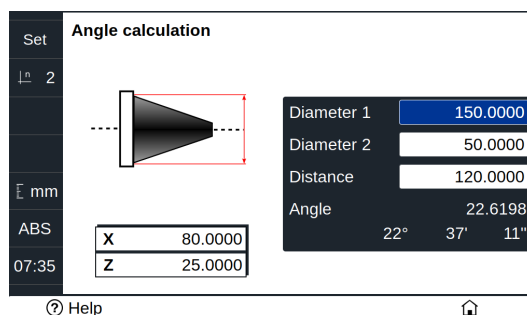 Set
n 2
mm
ABS
07:35
Angle calculation
X 80.0000
Z 25.0000
Diameter 1 150.0000
Diameter 2 50.0000
Distance 120.0000
Angle 22.6198
22° 37' 11"
? Help